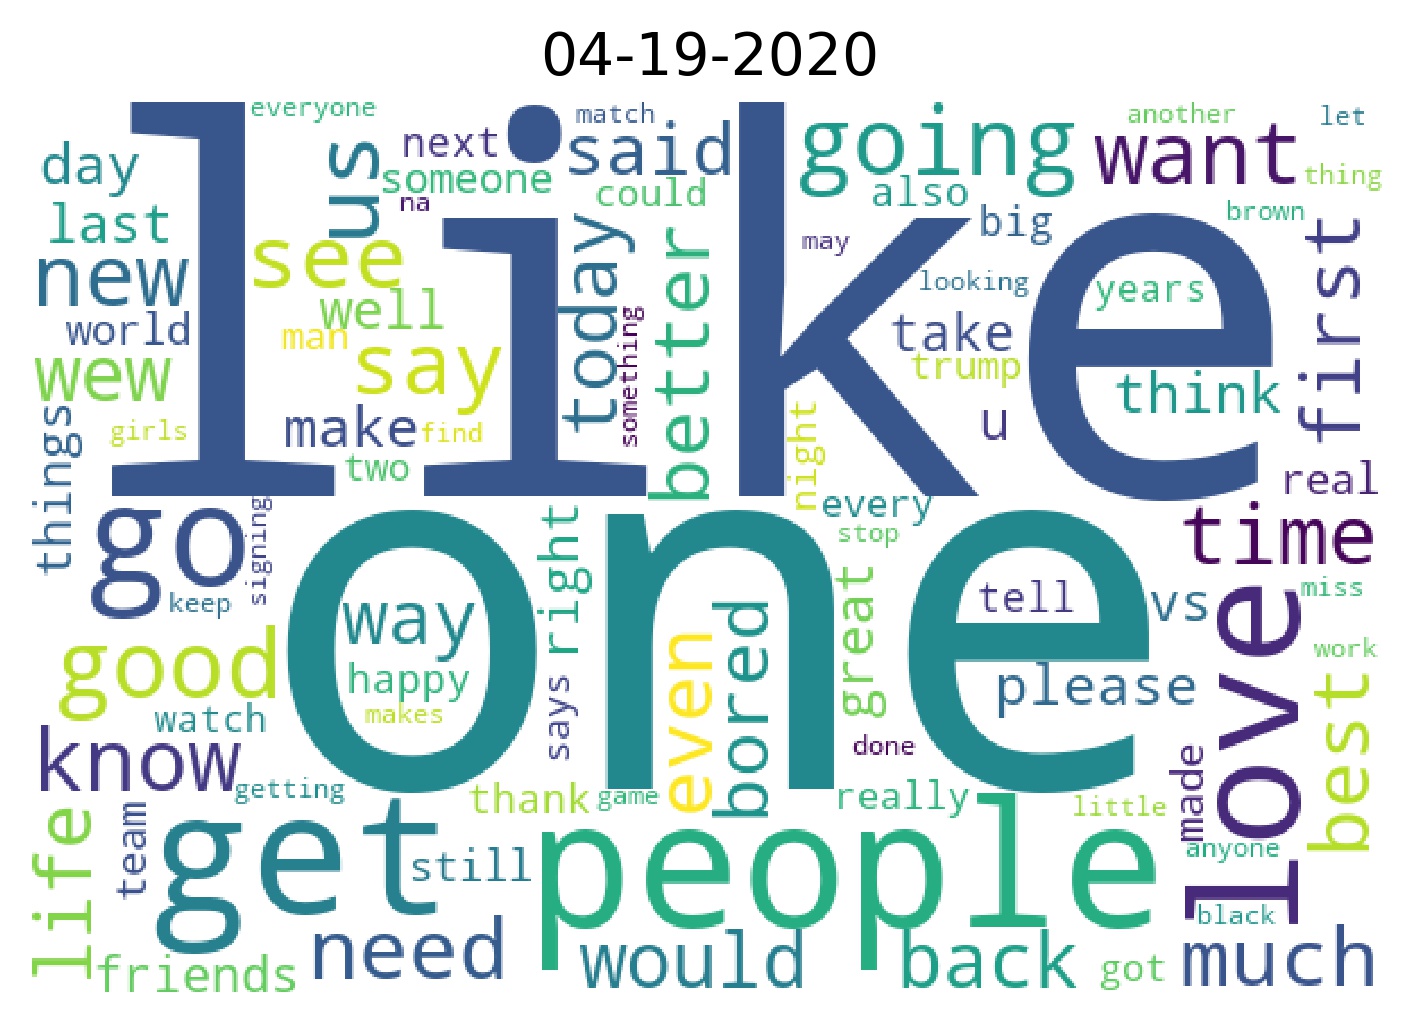 04-19-2020
like
everyone
match
another
let
day
us
next
said
going
want
someone
could
also
thing
na
last
big
brown
may
see
new
today
better
first
looking
years
well
world
man
something
take
say
trump
wew
think
things
girls
make
find
u
two
night
real
go
signing
one
right
every
stop
time
keep
way
tell
vs
miss
love
good
happy
even
bored
great
please
work
best
makes
watch
says
done
know
getting
thank
game
really
little
made
life
team
get
still
people
anyone
black
friends
need
would
back
got
much